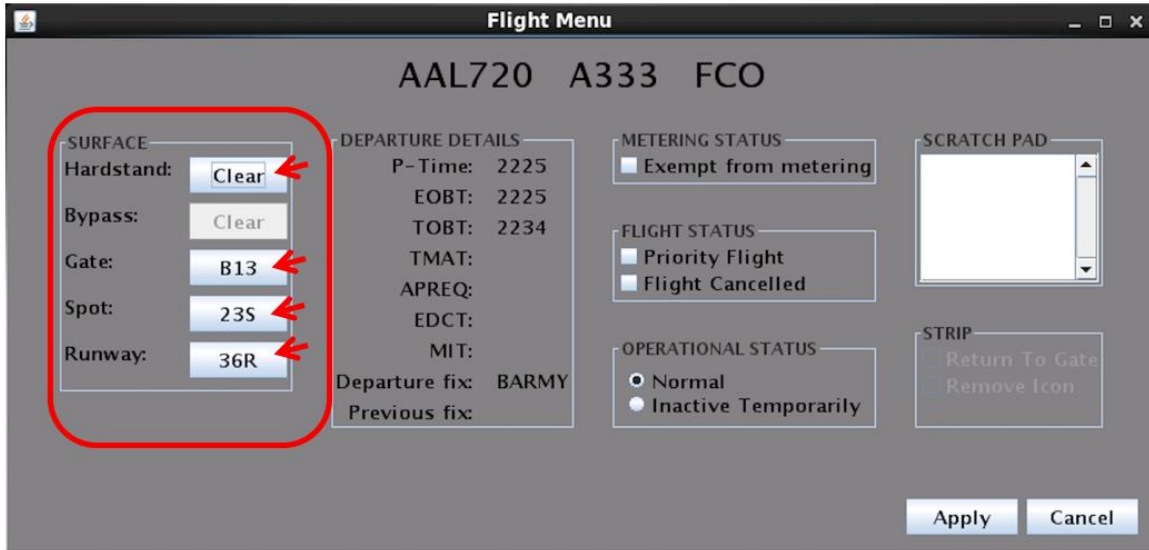 Flight Menu
AAL720 A333 FCO
SURFACE
Hardstand: Clear
Bypass: Clear
Gate: B13
Spot: 23S
Runway: 36R
DEPARTURE DETAILS
P-Time: 2225
EOBT: 2225
TOBT: 2234
TMAT:
APREQ:
EDCT:
MIT:
Departure fix: BARMY
Previous fix:
METERING STATUS
Exempt from metering
FLIGHT STATUS
Priority Flight
Flight Cancelled
OPERATIONAL STATUS
Normal
Inactive Temporarily
SCRATCH PAD
STRIP
Return To Gate
Remove Icon
Apply Cancel